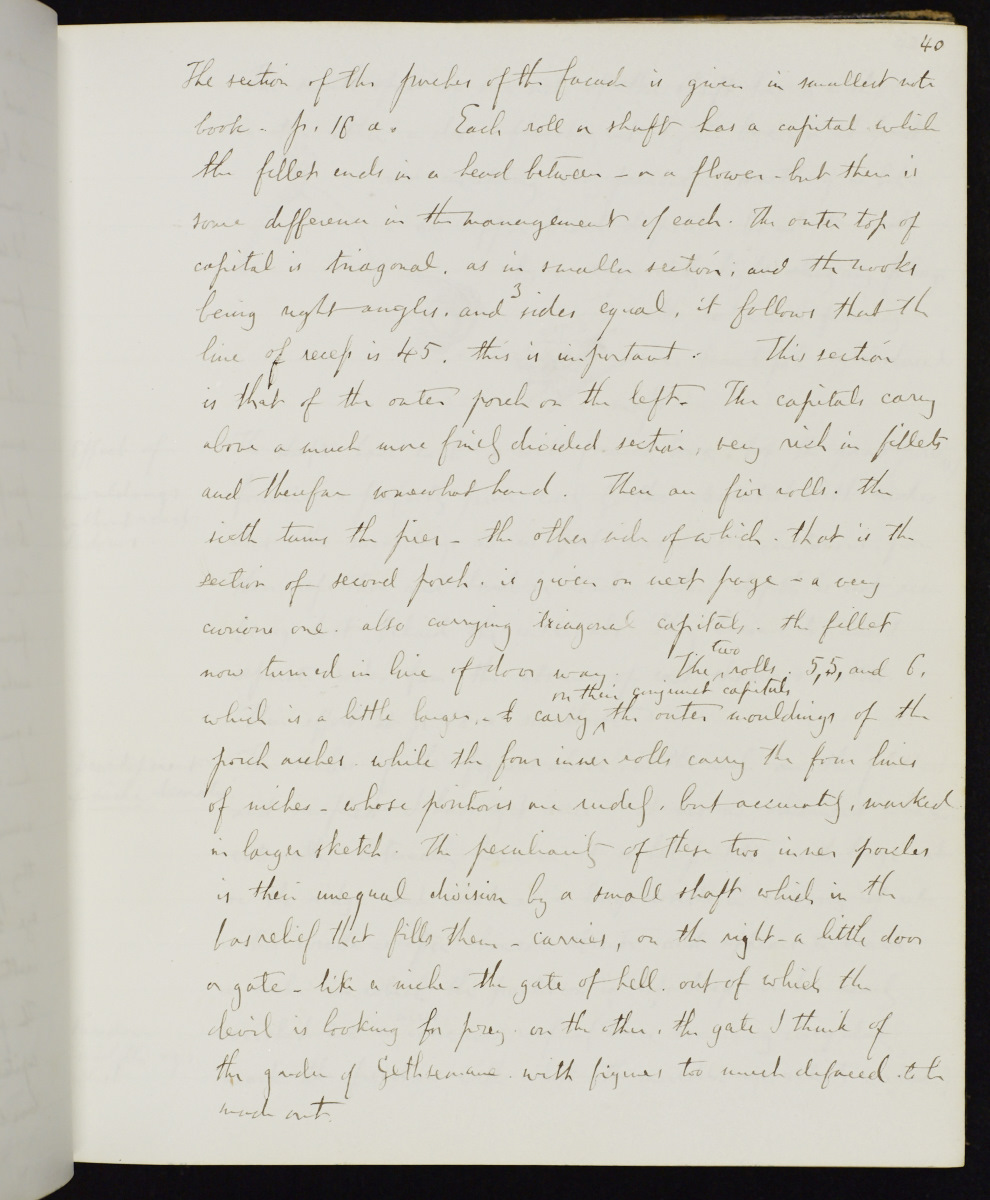 40
The section of the porches of the facade is given in smallest note
book - p. 16 a. Each roll or shaft has a capital which
the fillet ends in a head between - or a flower - but there is
some difference in the management of each. The outer top of
capital is triagonal, as in smaller section; and the nooks
being right angles, and 3 sides equal, it follows that the
line of recess is 45. this is important. This section
is that of the outer porch on the left. The capitals carry
above a much more finely divided section, very rich in fillets
and therefore somewhat hard. There are five rolls. the
sixth turns the pier - the other side of which. that is the
section of second porch. is given on next page - a very
curious one. also carrying triagonal capitals. the fillet
now turned in line of door way. The two rolls. 5, 5, and 6,
which is a little larger, - carry on their conjunct capitals the outer mouldings of the
porch arches. while the four inner rolls carry the four lines
of niches - whose positions are rudely, but accurately, marked
in larger sketch. The peculiarity of these two inner porches
is their unequal division by a small shaft which in the
bas relief that fills them - carries, on the right - a little door
or gate - like a niche - the gate of hell. out of which the
devil is looking for prey. on the other, the gate I think of
the garden of Gethsemane. with figures too much defaced to be
made out.